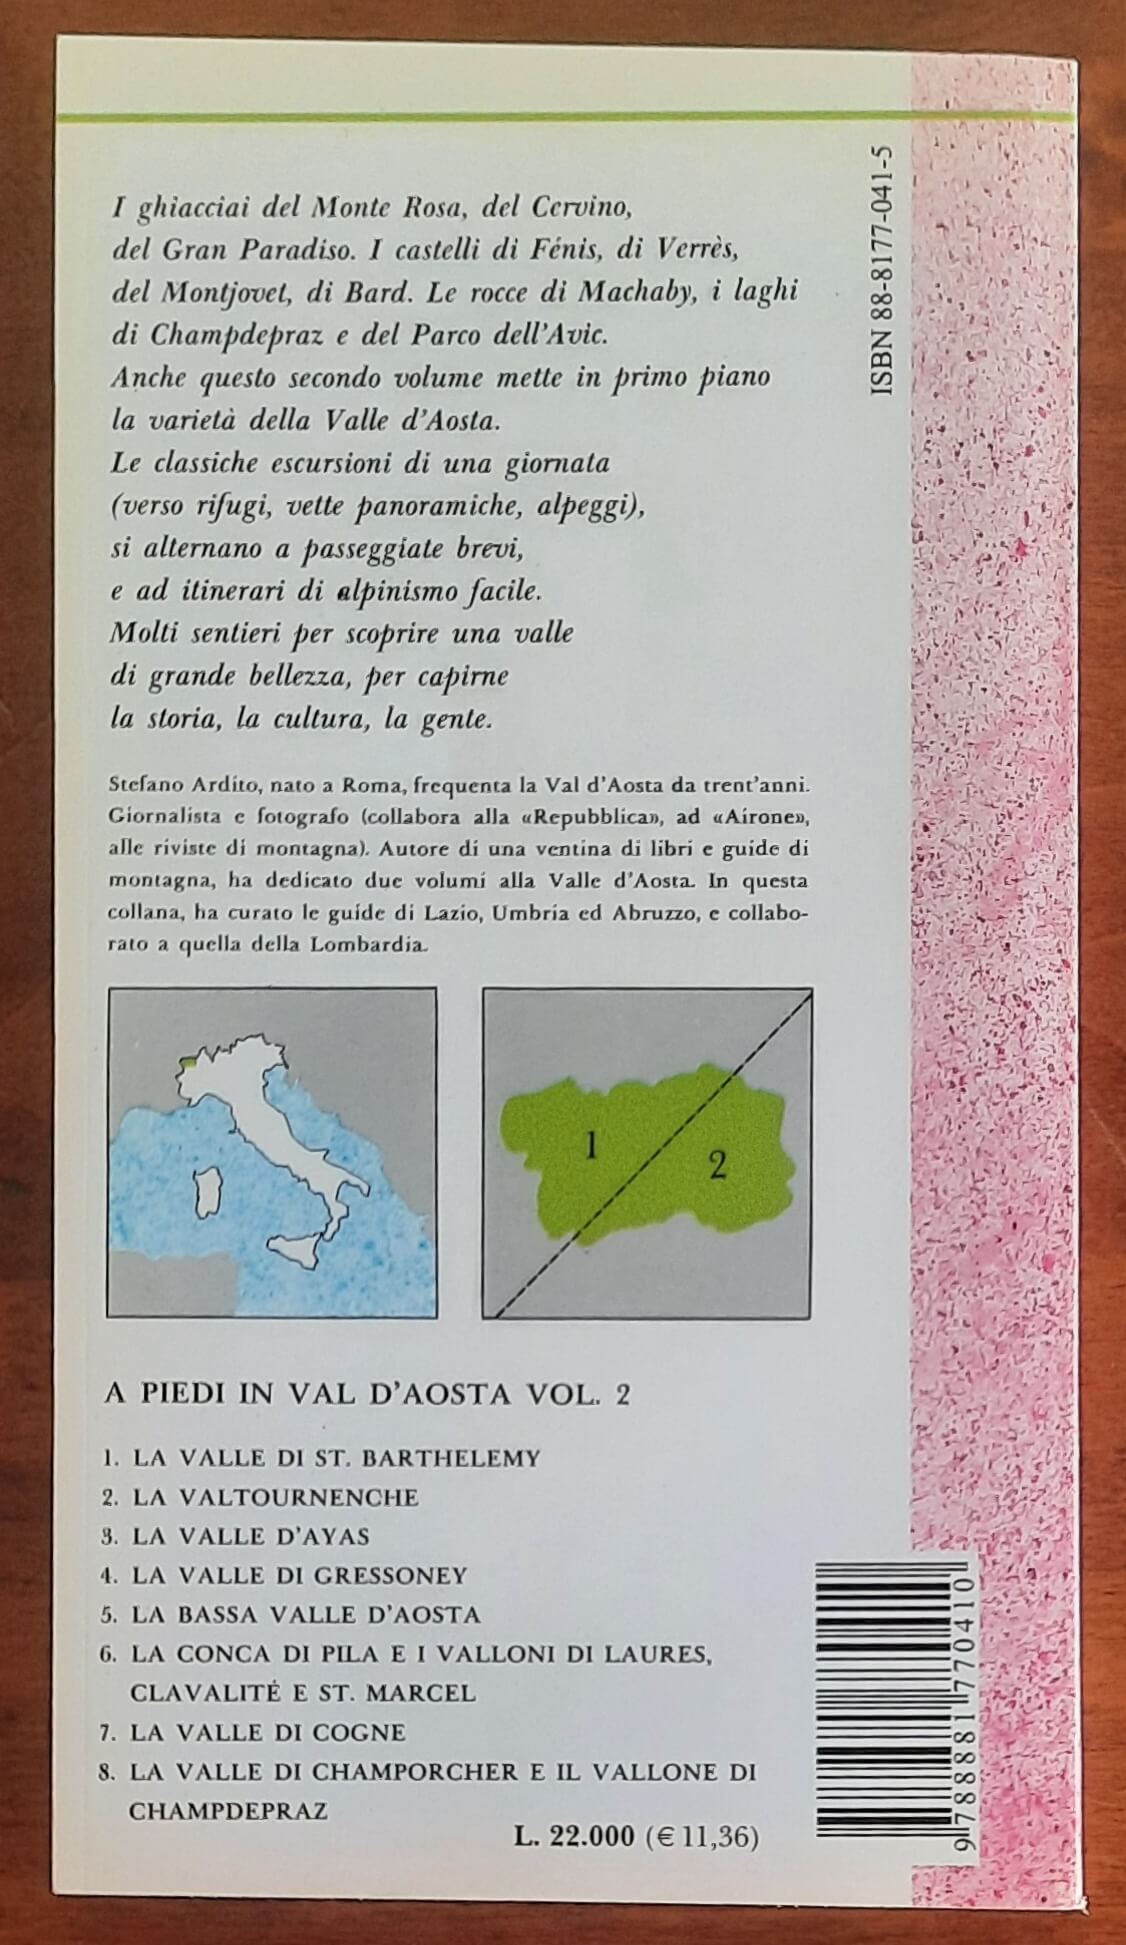 I ghiacciai del Monte Rosa, del Cervino,
del Gran Paradiso. I castelli di Fénis, di Verrès,
del Montjovet, di Bard. Le rocce di Machaby, i laghi
di Champdepraz e del Parco dell'Avic.
Anche questo secondo volume mette in primo piano
la varietà della Valle d'Aosta.
Le classiche escursioni di una giornata
(verso rifugi, vette panoramiche, alpeggi),
si alternano a passeggiate brevi,
e ad itinerari di alpinismo facile.
Molti sentieri per scoprire una valle
di grande bellezza, per capirne
la storia, la cultura, la gente.
ISBN 88-8177-041-5
Stefano Ardito, nato a Roma, frequenta la Val d'Aosta da trent'anni.
Giornalista e fotografo (collabora alla «Repubblica», ad «Airone»,
alle riviste di montagna). Autore di una ventina di libri e guide di
montagna, ha dedicato due volumi alla Valle d'Aosta. In questa
collana, ha curato le guide di Lazio, Umbria ed Abruzzo, e collabo-
rato a quella della Lombardia.
1
2
A PIEDI IN VAL D'AOSTA VOL. 2
1. LA VALLE DI ST. BARTHELEMY
2. LA VALTOURNENCHE
3. LA VALLE D'AYAS
4. LA VALLE DI GRESSONEY
5. LA BASSA VALLE D'AOSTA
6. LA CONCA DI PILA E I VALLONI DI LAURES,
CLAVALITÉ E ST. MARCEL
7. LA VALLE DI COGNE
8. LA VALLE DI CHAMPORCHER E IL VALLONE DI
CHAMPDEPRAZ
L. 22.000 (€ 11,36)
9 788881 770410